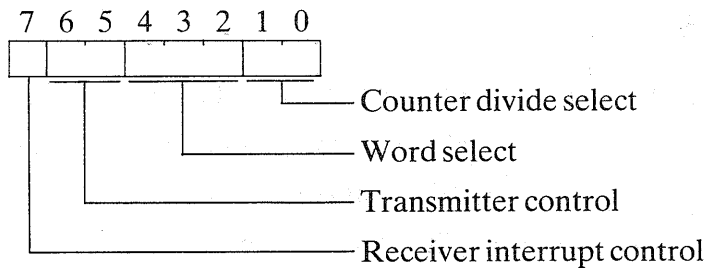 7 6 5 4 3 2 1 0
Counter divide select
Word select
Transmitter control
Receiver interrupt control